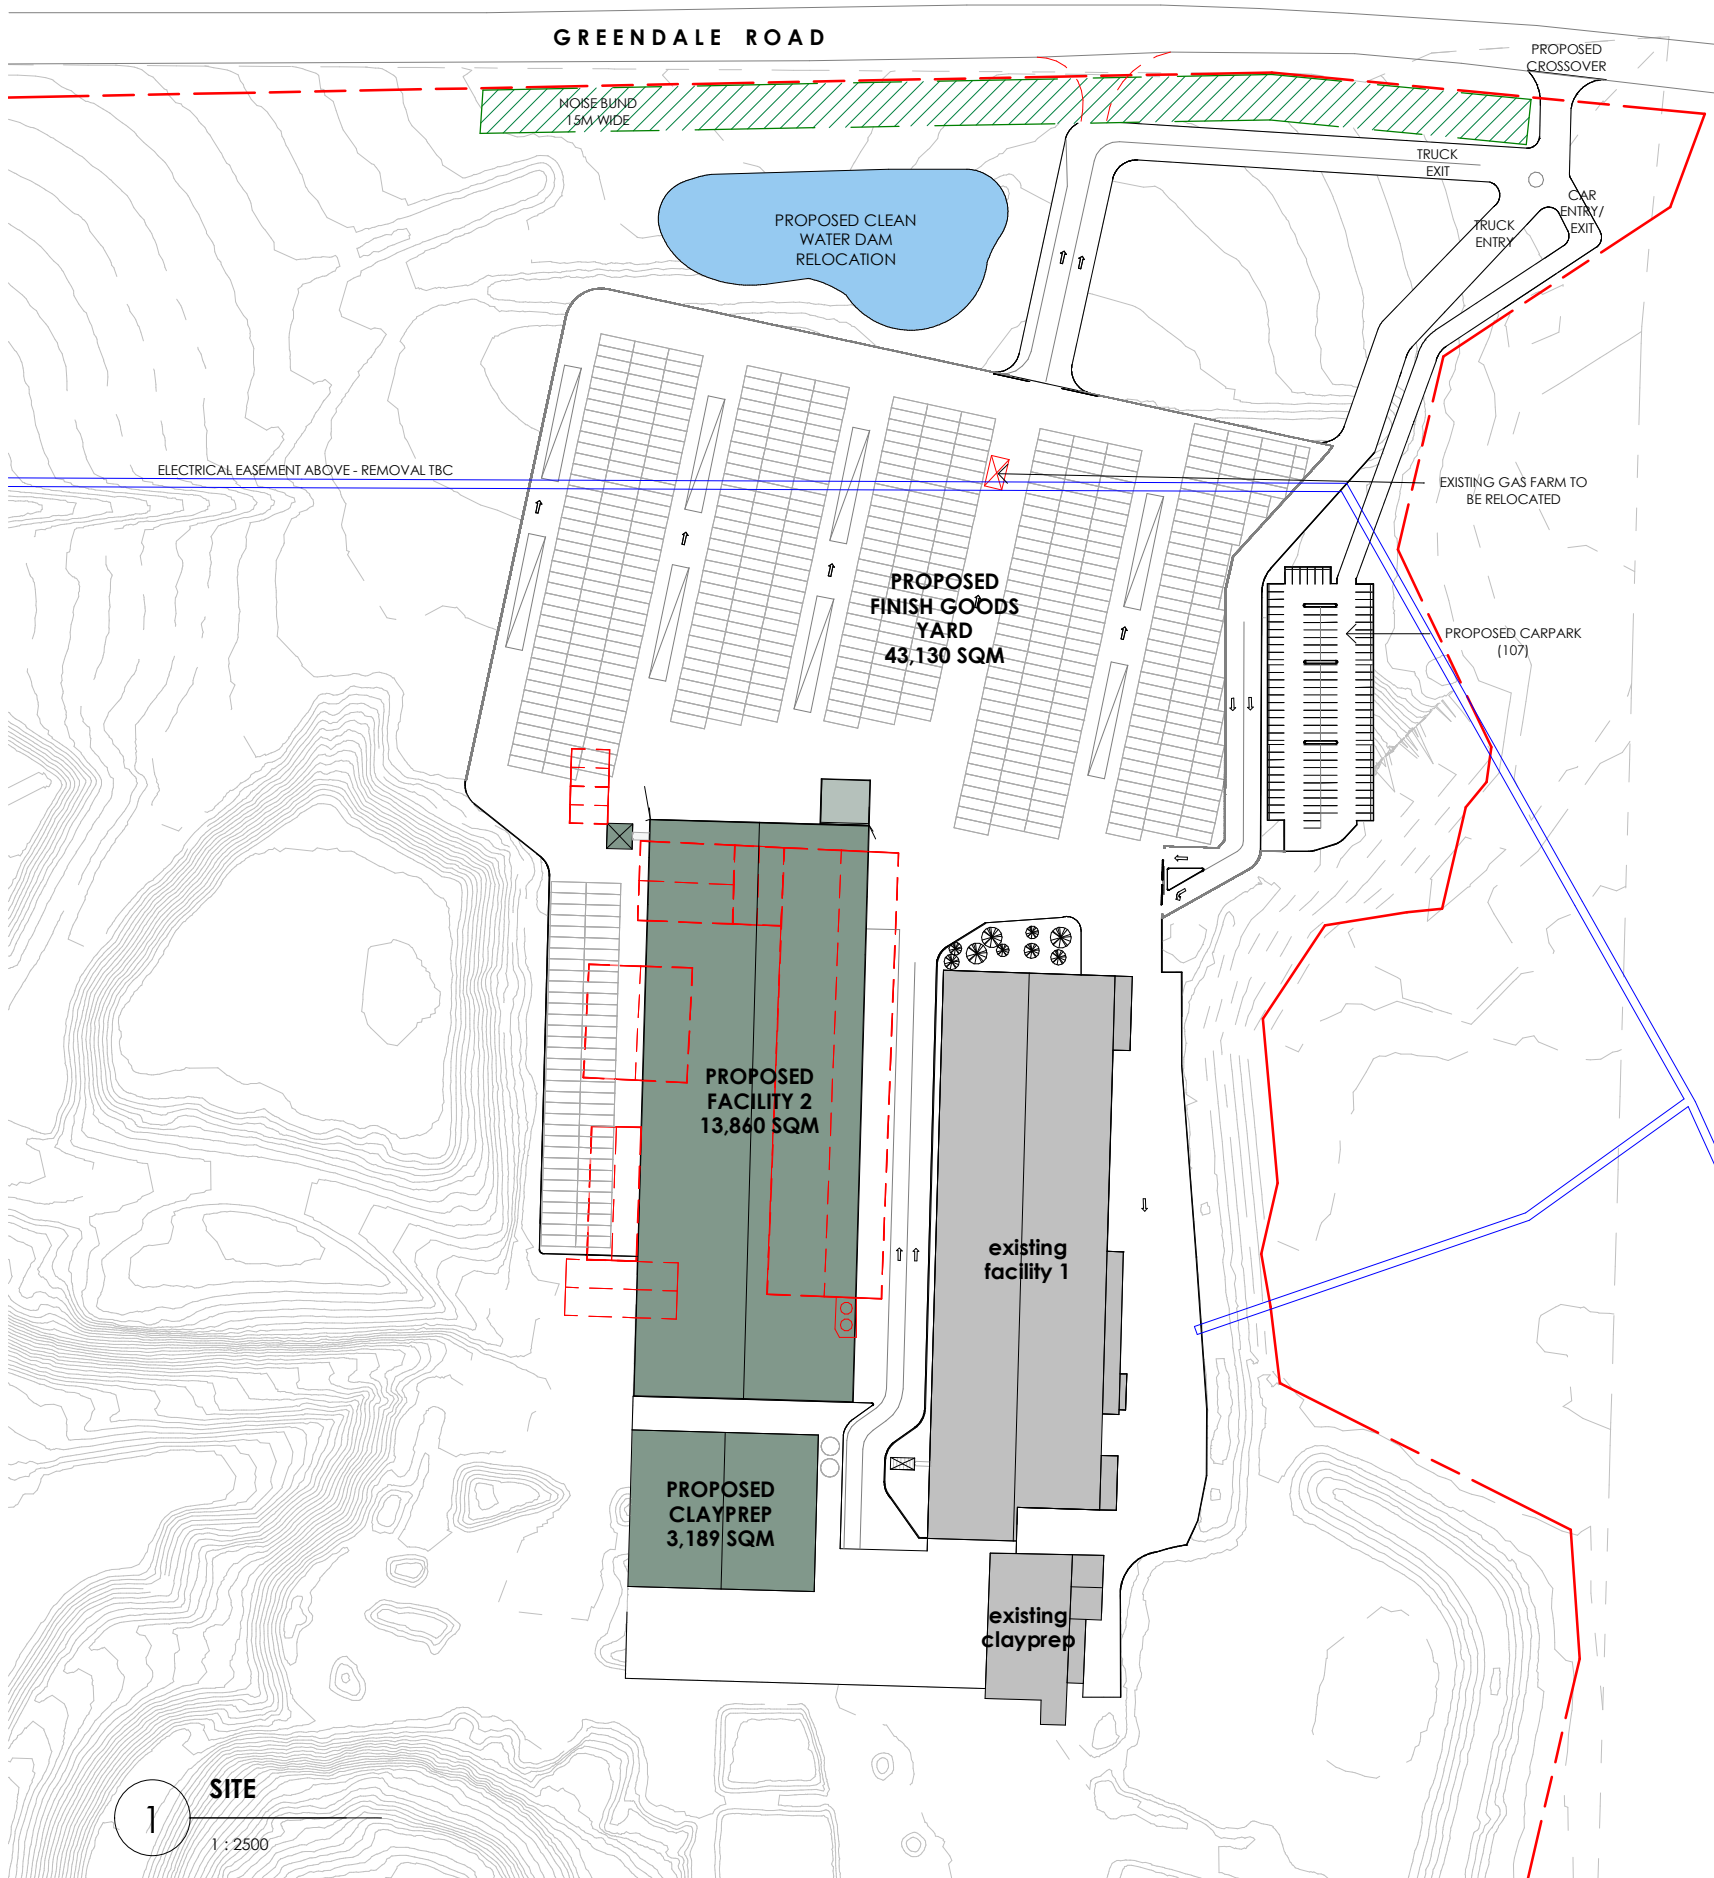 GREENDALE ROAD
PROPOSED
CROSSOVER
NOISE BUND
15M WIDE
TRUCK
EXIT
CAR
ENTRY/
EXIT
TRUCK
ENTRY
PROPOSED CLEAN
WATER DAM
RELOCATION
ELECTRICAL EASEMENT ABOVE - REMOVAL TBC
EXISTING GAS FARM TO
BE RELOCATED
PROPOSED
FINISH GOODS
YARD
43,130 SQM
PROPOSED CARPARK
(107)
PROPOSED
FACILITY 2
13,860 SQM
existing
facility 1
PROPOSED
CLAYPREP
3,189 SQM
existing
clayprep
1
SITE
1 : 2500